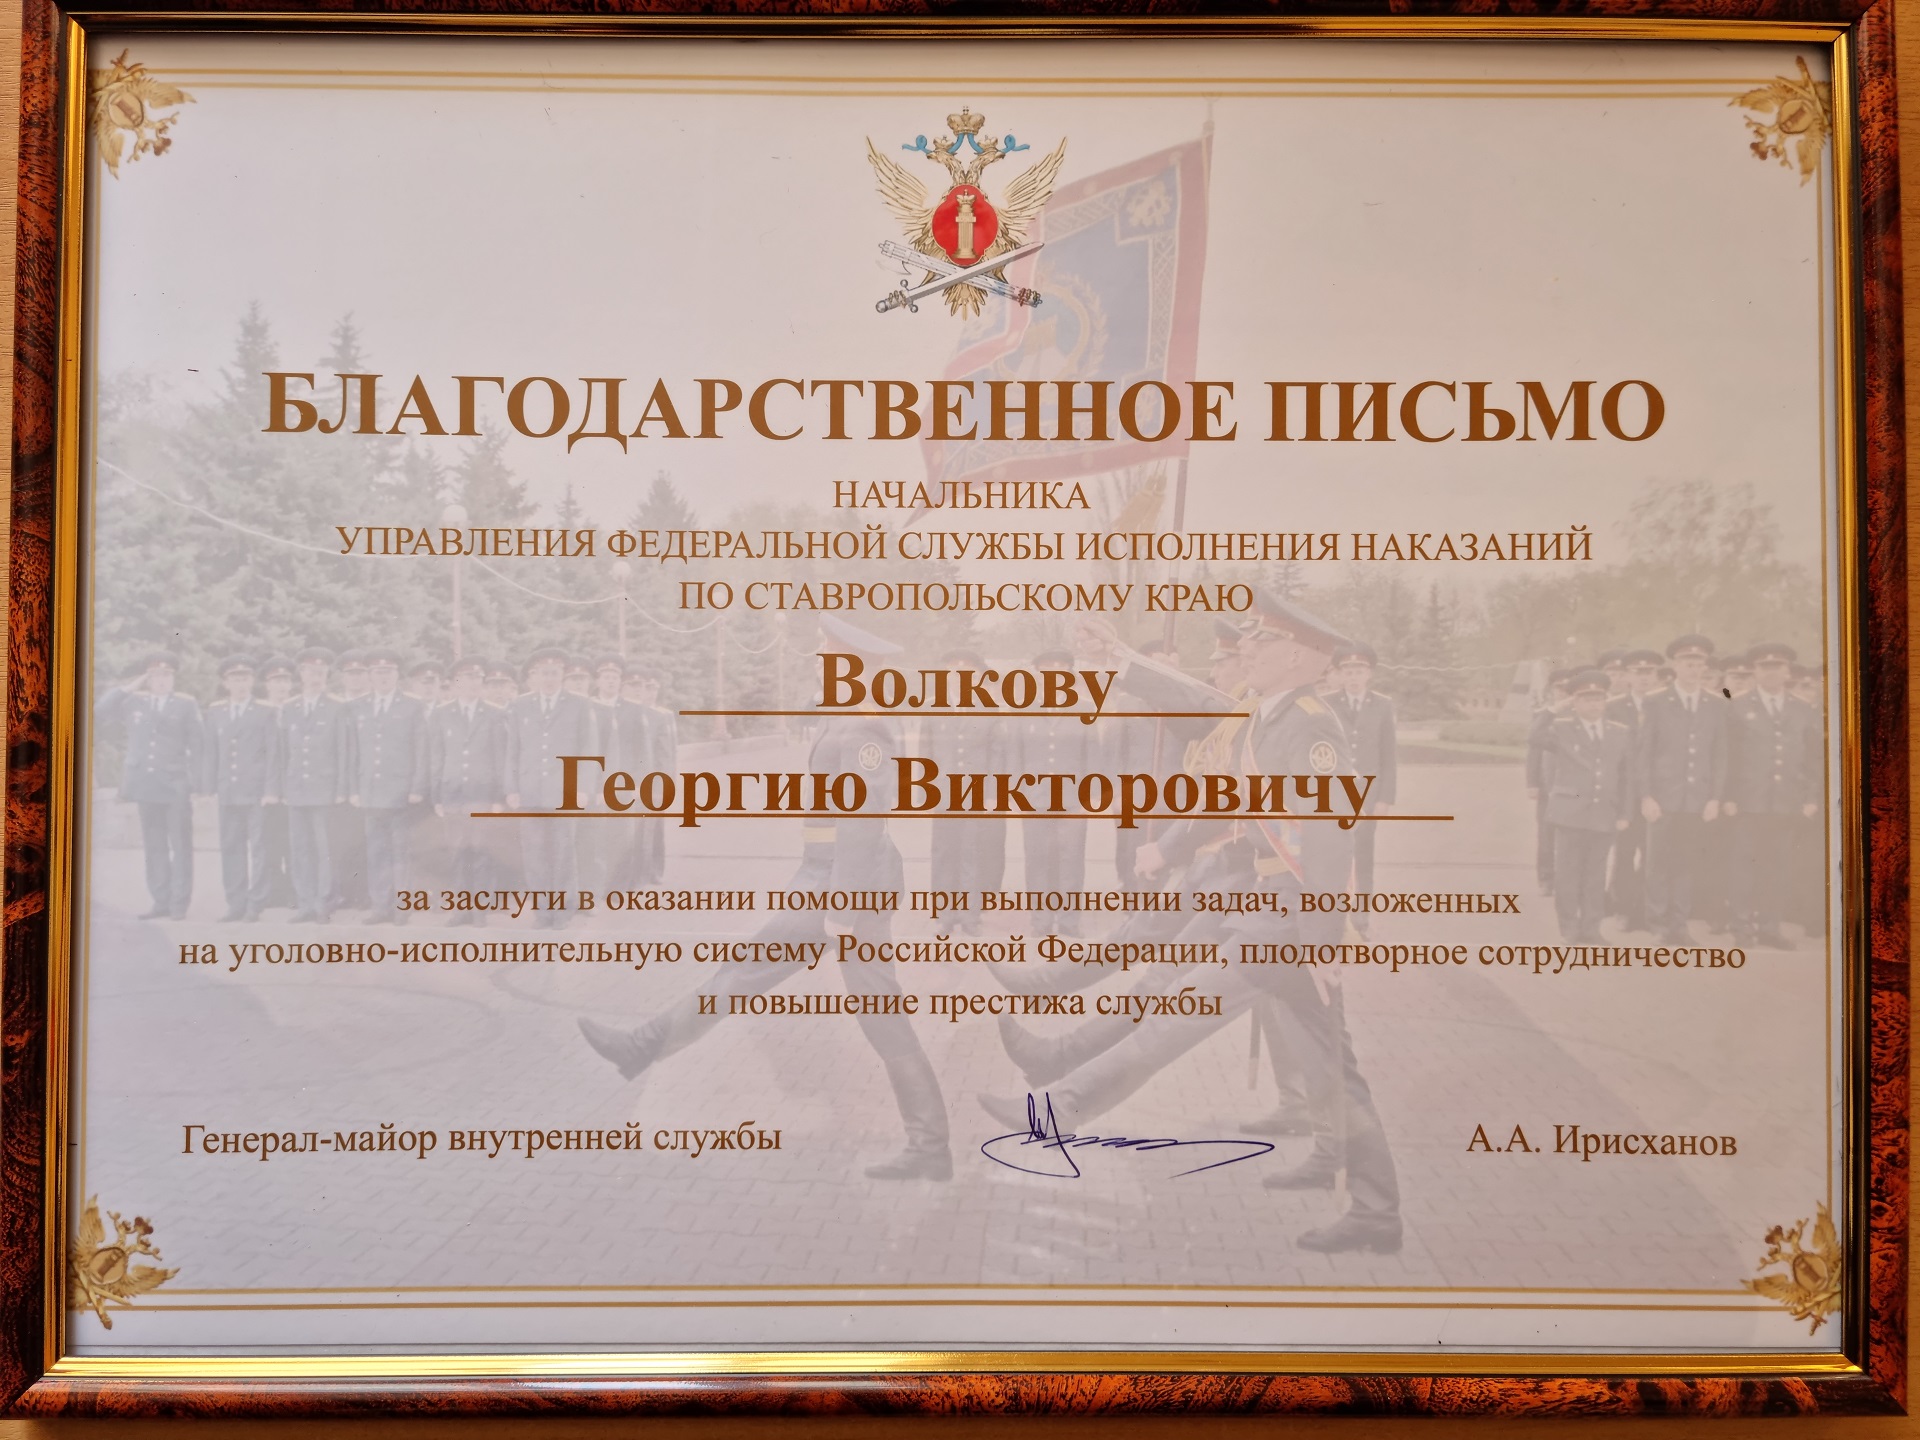 БЛАГОДАРСТВЕННОЕ ПИСЬМО
НАЧАЛЬНИКА
УПРАВЛЕНИЯ ФЕДЕРАЛЬНОЙ СЛУЖБЫ ИСПОЛНЕНИЯ НАКАЗАНИЙ
ПО СТАВРОПОЛЬСКОМУ КРАЮ
Волкову
Георгию Викторовичу
за заслуги в оказании помощи при выполнении задач, возложенных
на уголовно-исполнительную систему Российской Федерации, плодотворное сотрудничество
и повышение престижа службы
Генерал-майор внутренней службы
А.А. Ирисханов